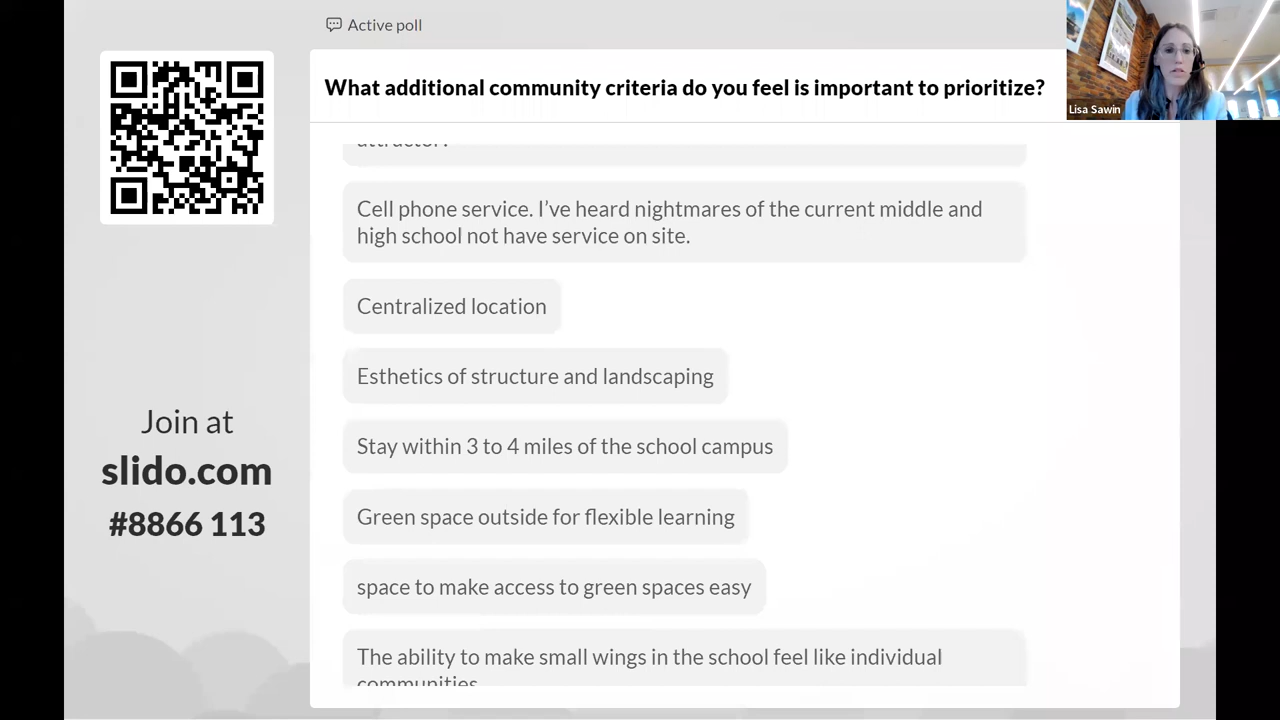 Active poll
What additional community criteria do you feel is important to prioritize?
Lisa Sawin
Cell phone service. I’ve heard nightmares of the current middle and
high school not have service on site.
Centralized location
Esthetics of structure and landscaping
Stay within 3 to 4 miles of the school campus
Green space outside for flexible learning
space to make access to green spaces easy
The ability to make small wings in the school feel like individual
communities
Join at
slido.com
#8866 113